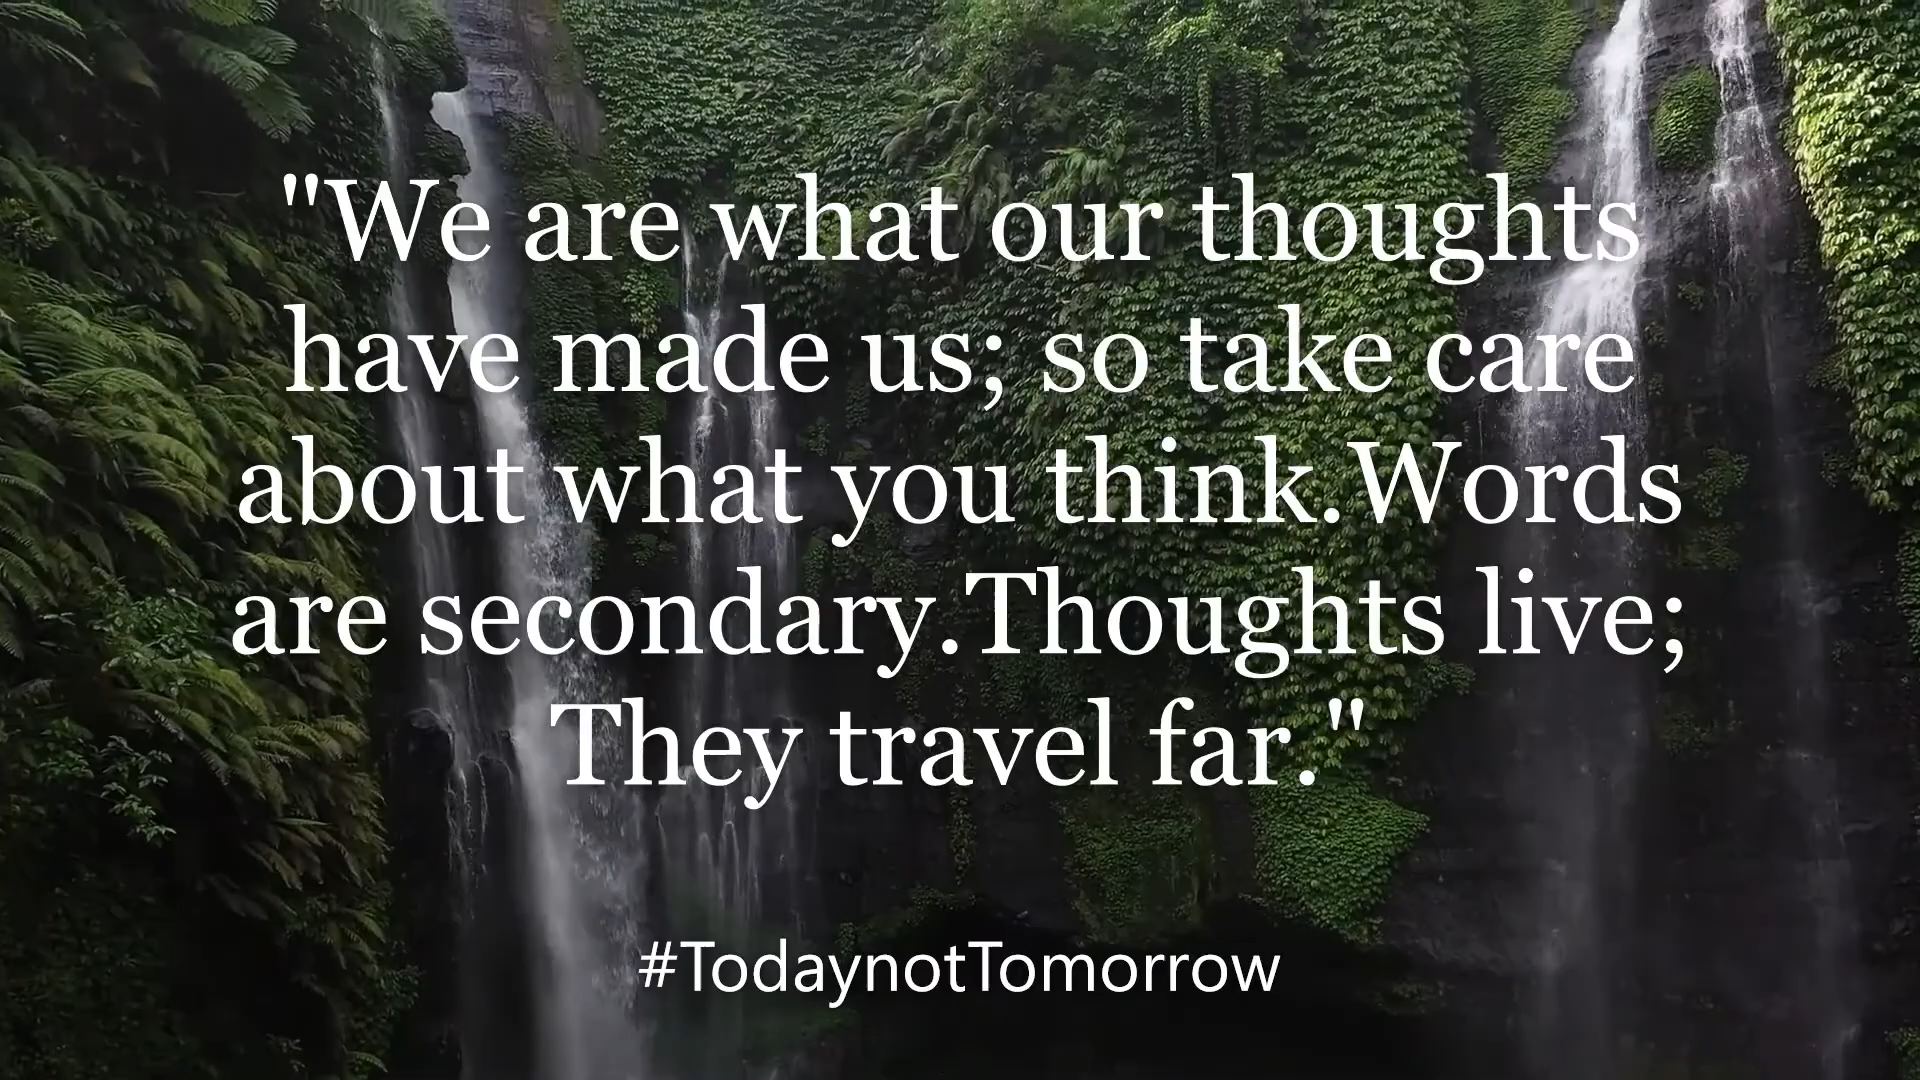 "We are what our thoughts
have made us; so take care
about what you think.Words
are secondary.Thoughts live;
They travel far."
#TodaynotTomorrow